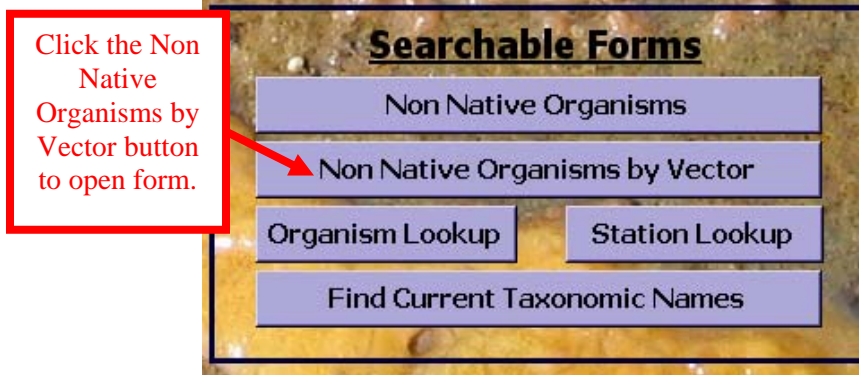 Click the Non
Native
Organisms by
Vector button
to open form.
Searchable Forms
Non Native Organisms
Non Native Organisms by Vector
Organism Lookup
Station Lookup
Find Current Taxonomic Names